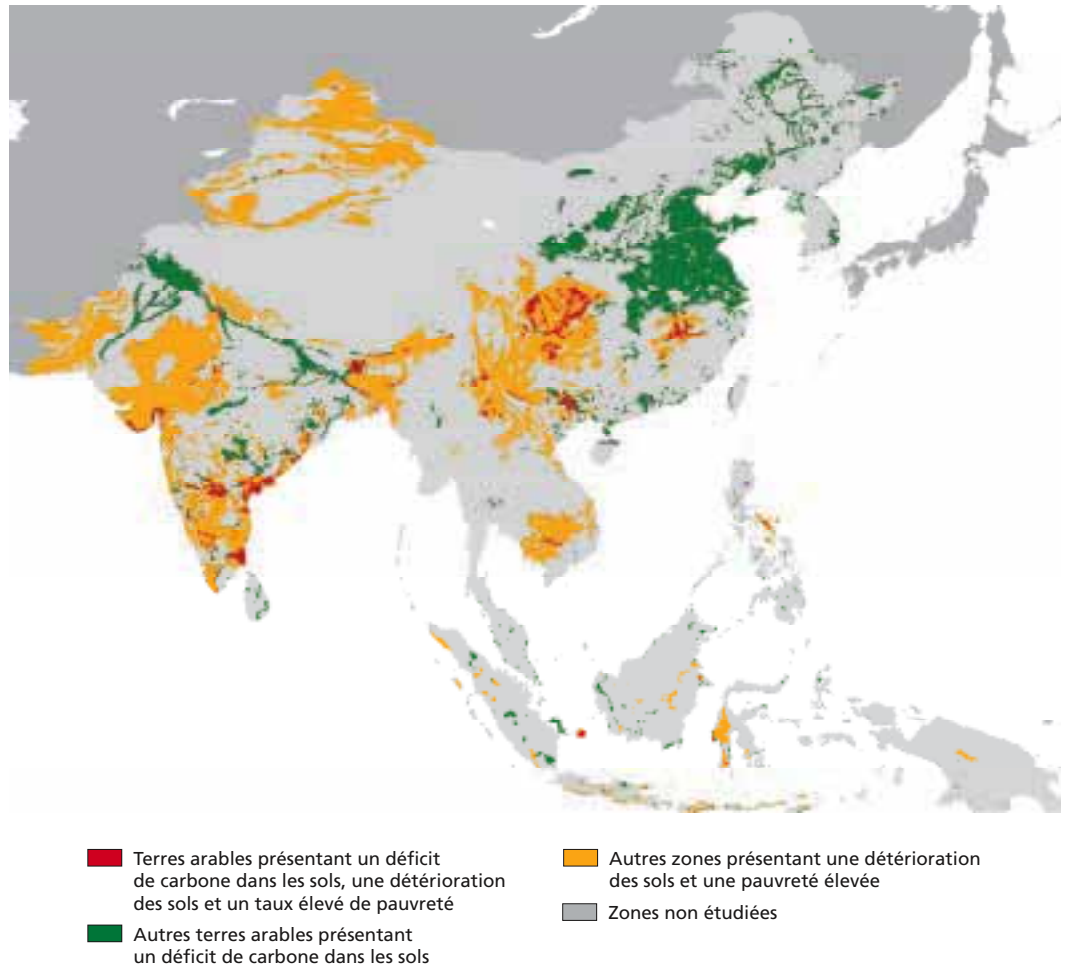 Terres arables présentant un déficit
de carbone dans les sols, une détérioration
des sols et un taux élevé de pauvreté
Autres terres arables présentant
un déficit de carbone dans les sols
Autres zones présentant une détérioration
des sols et une pauvreté élevée
Zones non étudiées